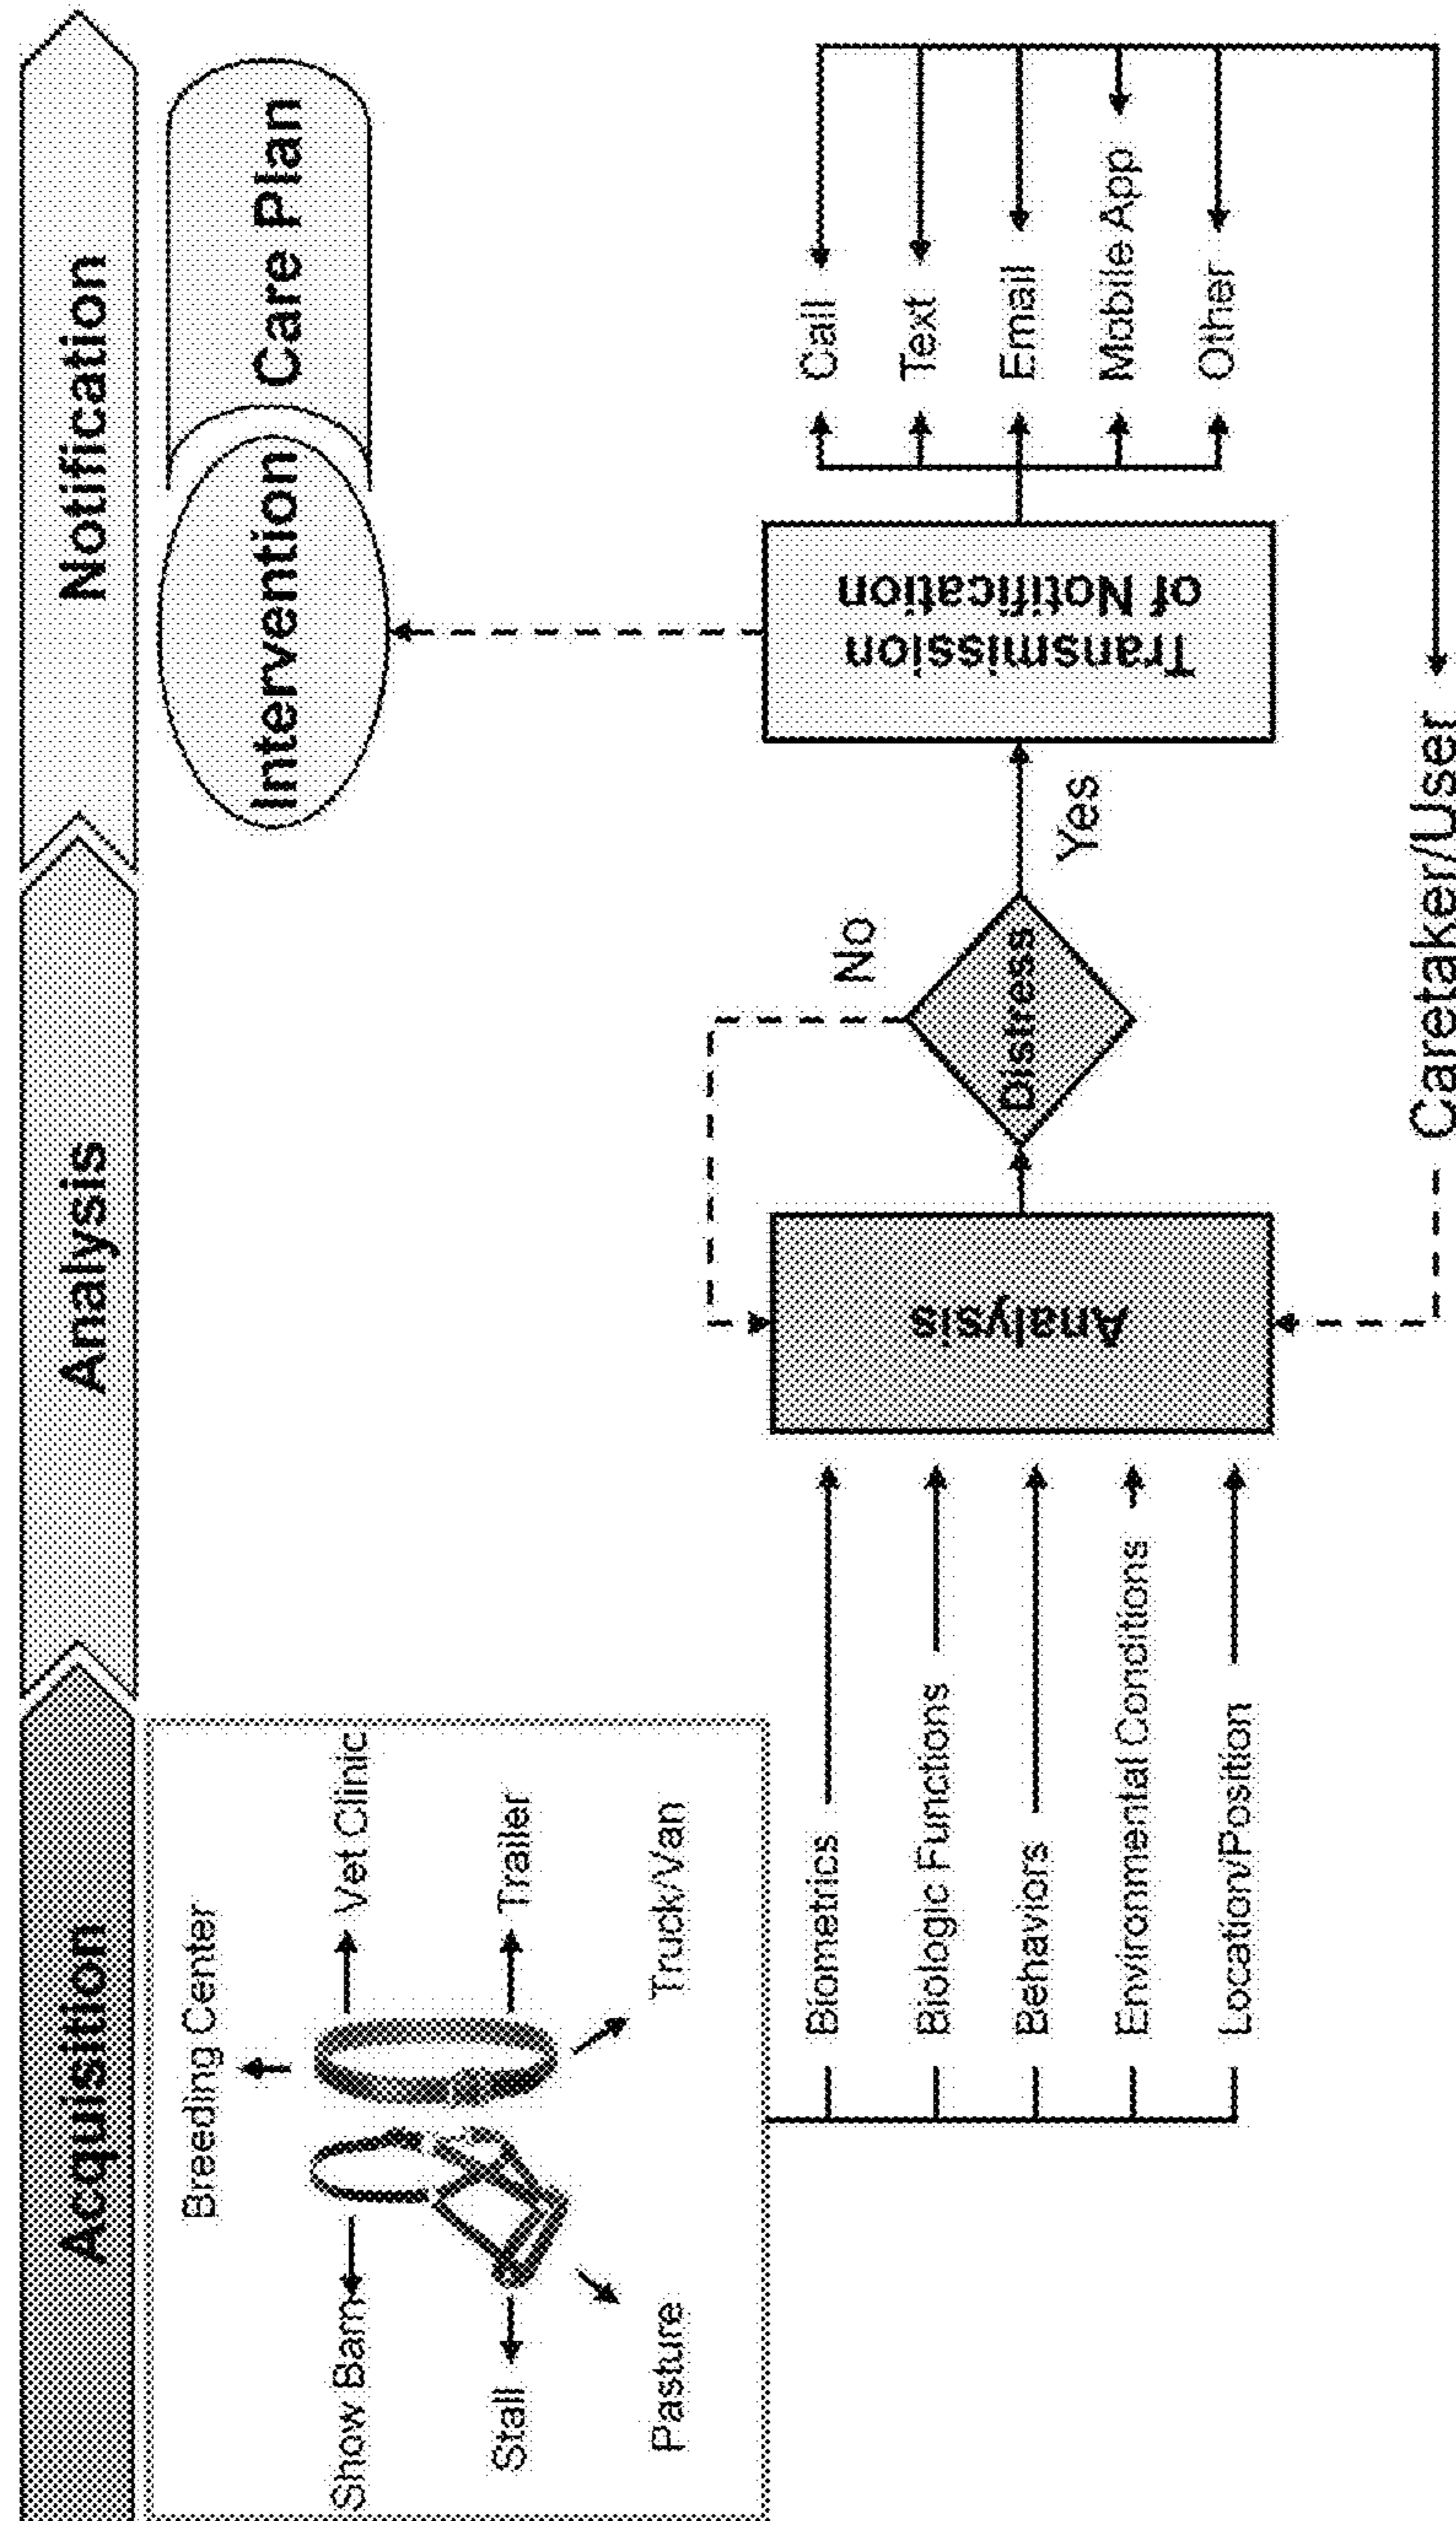 Acquisition
Analysis
Notification
Breeding Center
Show Barn
Vet Clinic
Stall
Trailer
Pasture
Truck/Van
Biometrics
Biologic Functions
Behaviors
Environmental Conditions
Location/Position
Analysis
Distress
No
Yes
Transmission
of Notification
Intervention
Care Plan
Call
Text
Email
Mobile App
Other
Caretaker/User